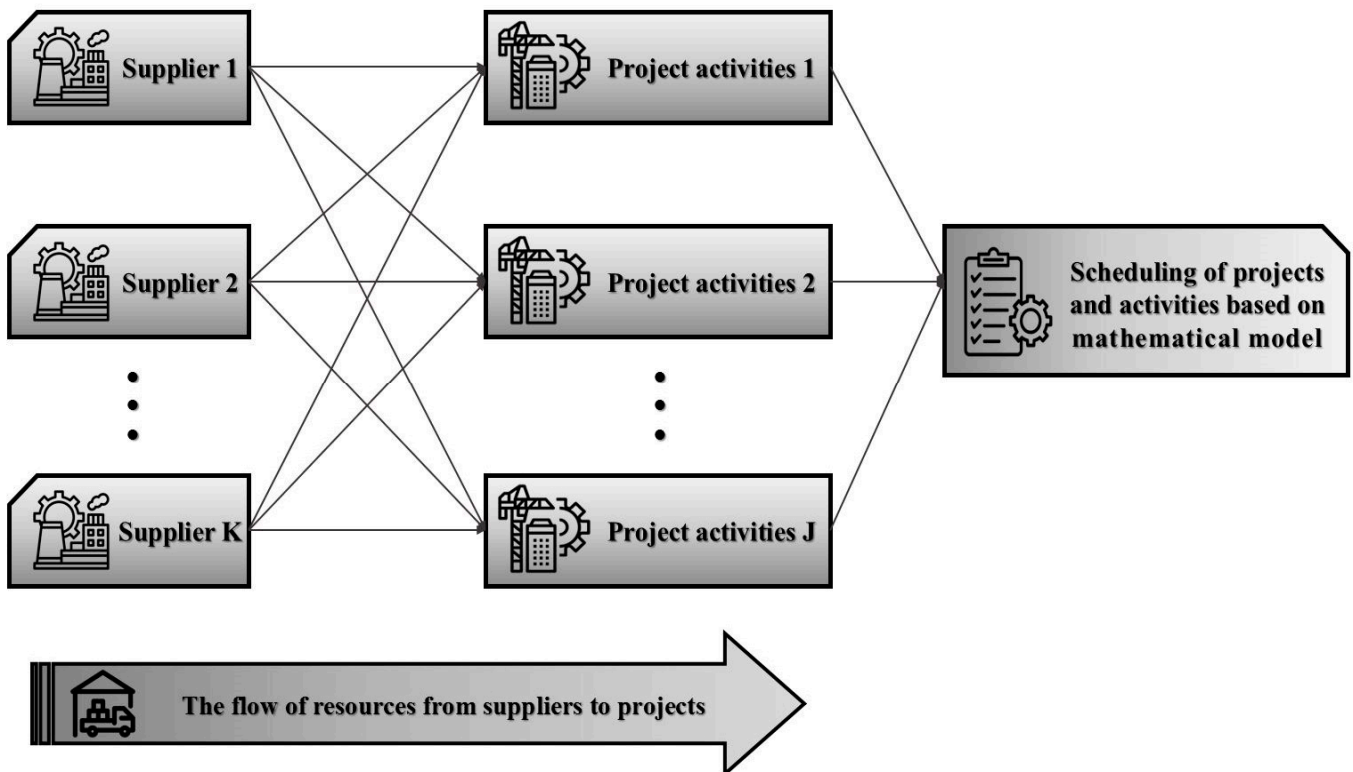 Supplier 1
Project activities 1
Supplier 2
Project activities 2
Scheduling of projects
and activities based on
mathematical model
Supplier K
Project activities J
The flow of resources from suppliers to projects